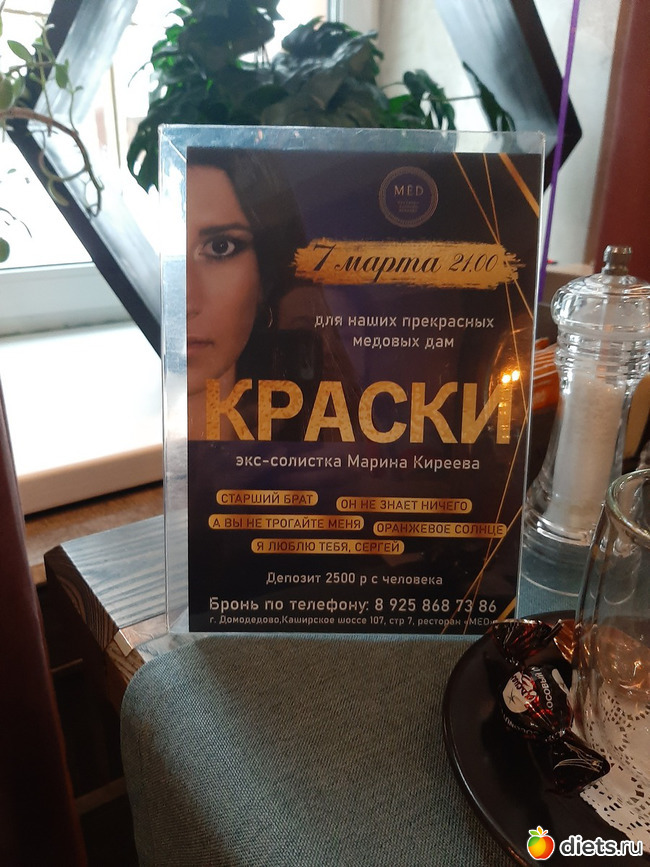 MЁD
7 марта 21.00
для наших прекрасных
медовых дам
КРАСКИ
экс-солистка Марина Киреева
СТАРШИЙ БРАТ
ОН НЕ ЗНАЕТ НИЧЕГО
А ВЫ НЕ ТРОГАЙТЕ МЕНЯ
ОРАНЖЕВОЕ СОЛНЦЕ
Я ЛЮБЛЮ ТЕБЯ, СЕРГЕЙ
Депозит 2500 р с человека
Бронь по телефону: 8 925 868 73 86
г. Домодедово,Каширское шоссе 107, стр 7, ресторан «MED»
diets.ru